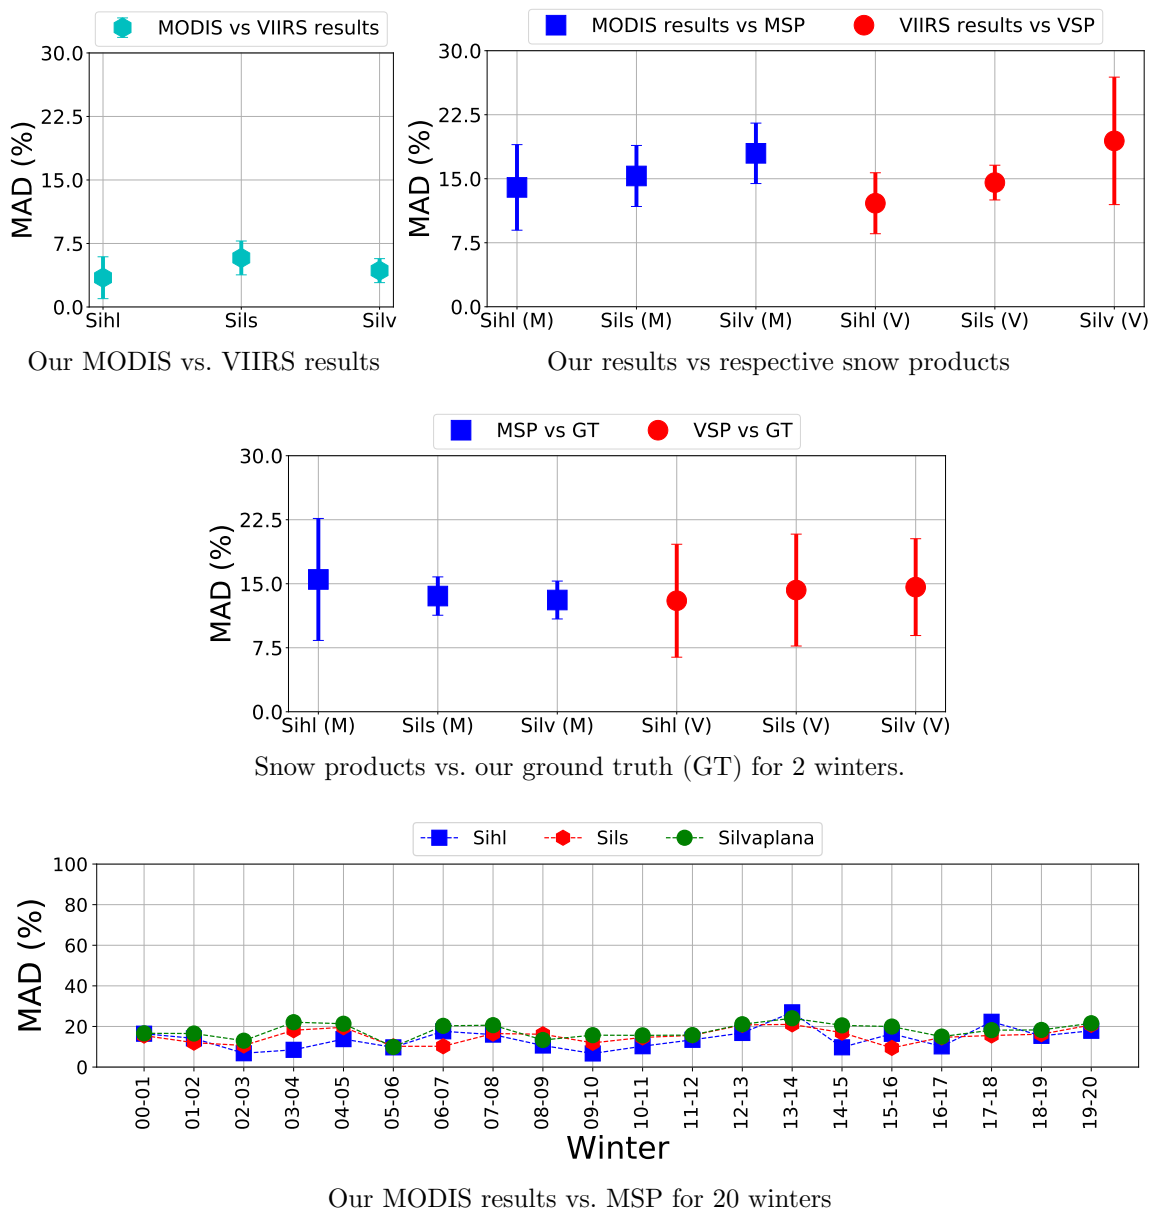 MODIS vs VIIRS results
MAD (%)
30.0
22.5
15.0
7.5
0.0
Sihl Sils Silv
Our MODIS vs. VIIRS results
MODIS results vs MSP VIIRS results vs VSP
MAD (%)
30.0
22.5
15.0
7.5
0.0
Sihl (M) Sils (M) Silv (M) Sihl (V) Sils (V) Silv (V)
Our results vs respective snow products
MSP vs GT VSP vs GT
MAD (%)
30.0
22.5
15.0
7.5
0.0
Sihl (M) Sils (M) Silv (M) Sihl (V) Sils (V) Silv (V)
Snow products vs. our ground truth (GT) for 2 winters.
Sihl Sils Silvaplana
MAD (%)
100
80
60
40
20
0
00-01 01-02 02-03 03-04 04-05 05-06 06-07 07-08 08-09 09-10 10-11 11-12 12-13 13-14 14-15 15-16 16-17 17-18 18-19 19-20
Winter
Our MODIS results vs. MSP for 20 winters